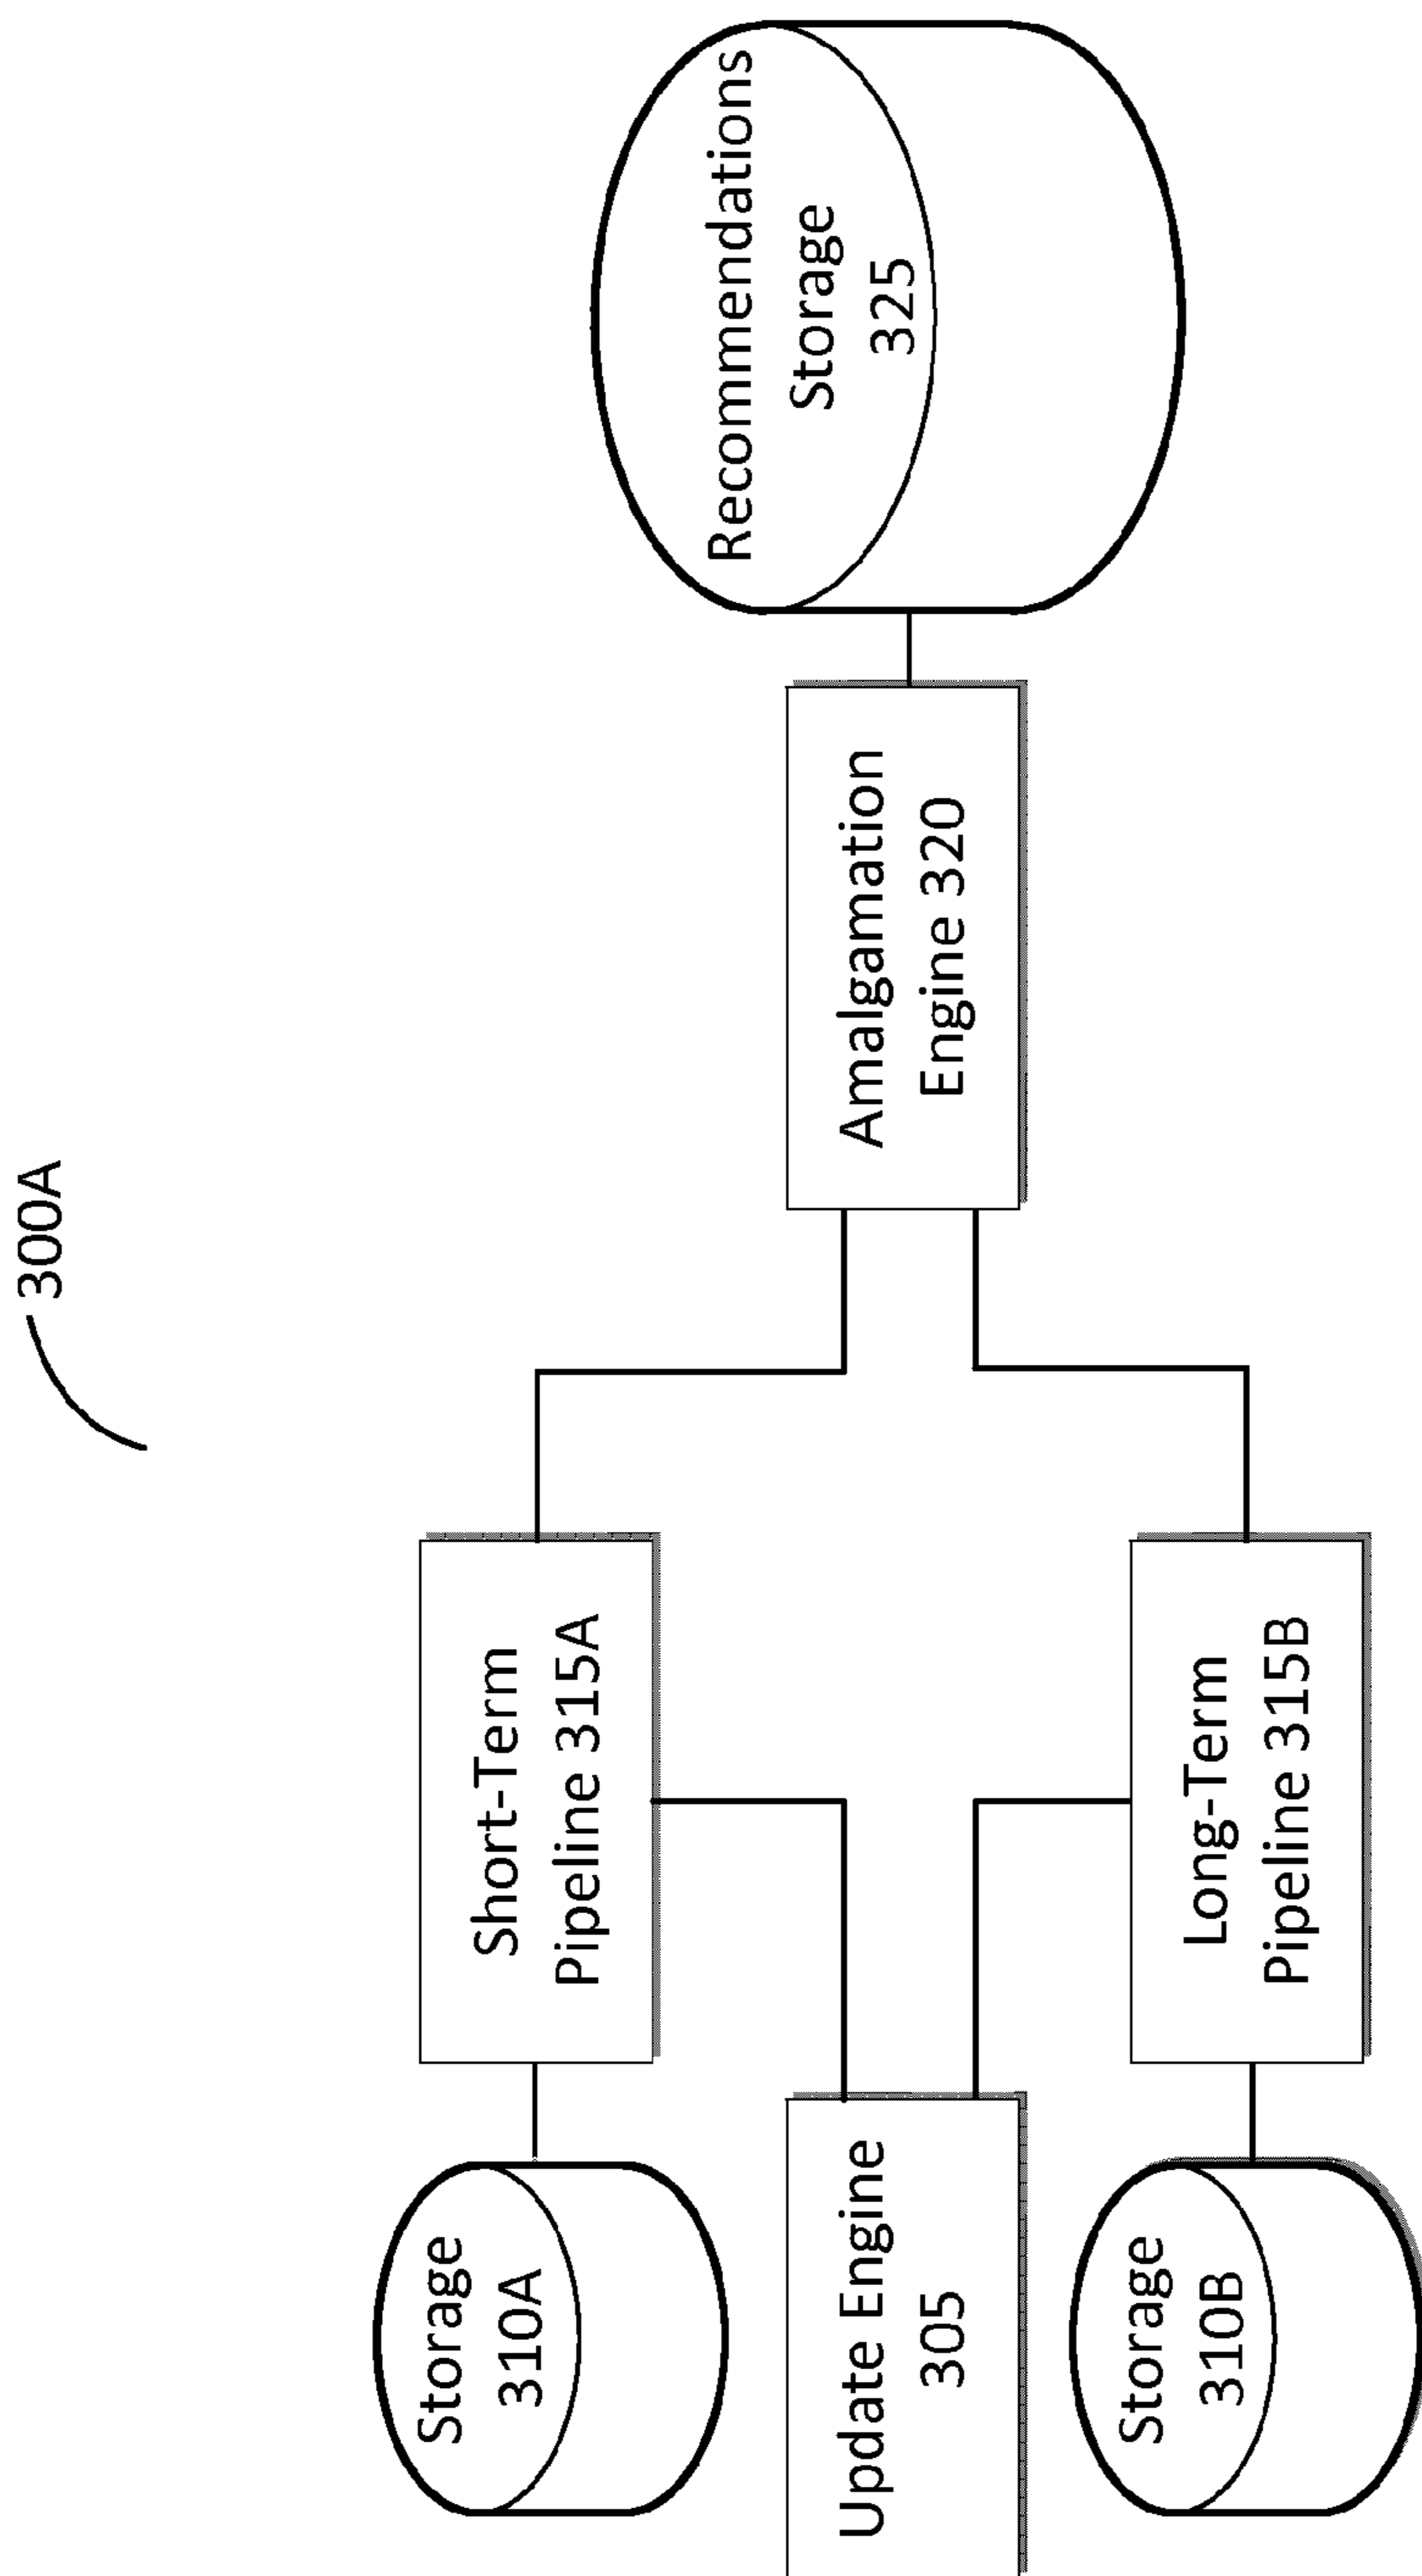 300A
Storage
310A
Short-Term
Pipeline 315A
Update Engine
305
Amalgamation
Engine 320
Recommendations
Storage
325
Storage
310B
Long-Term
Pipeline 315B